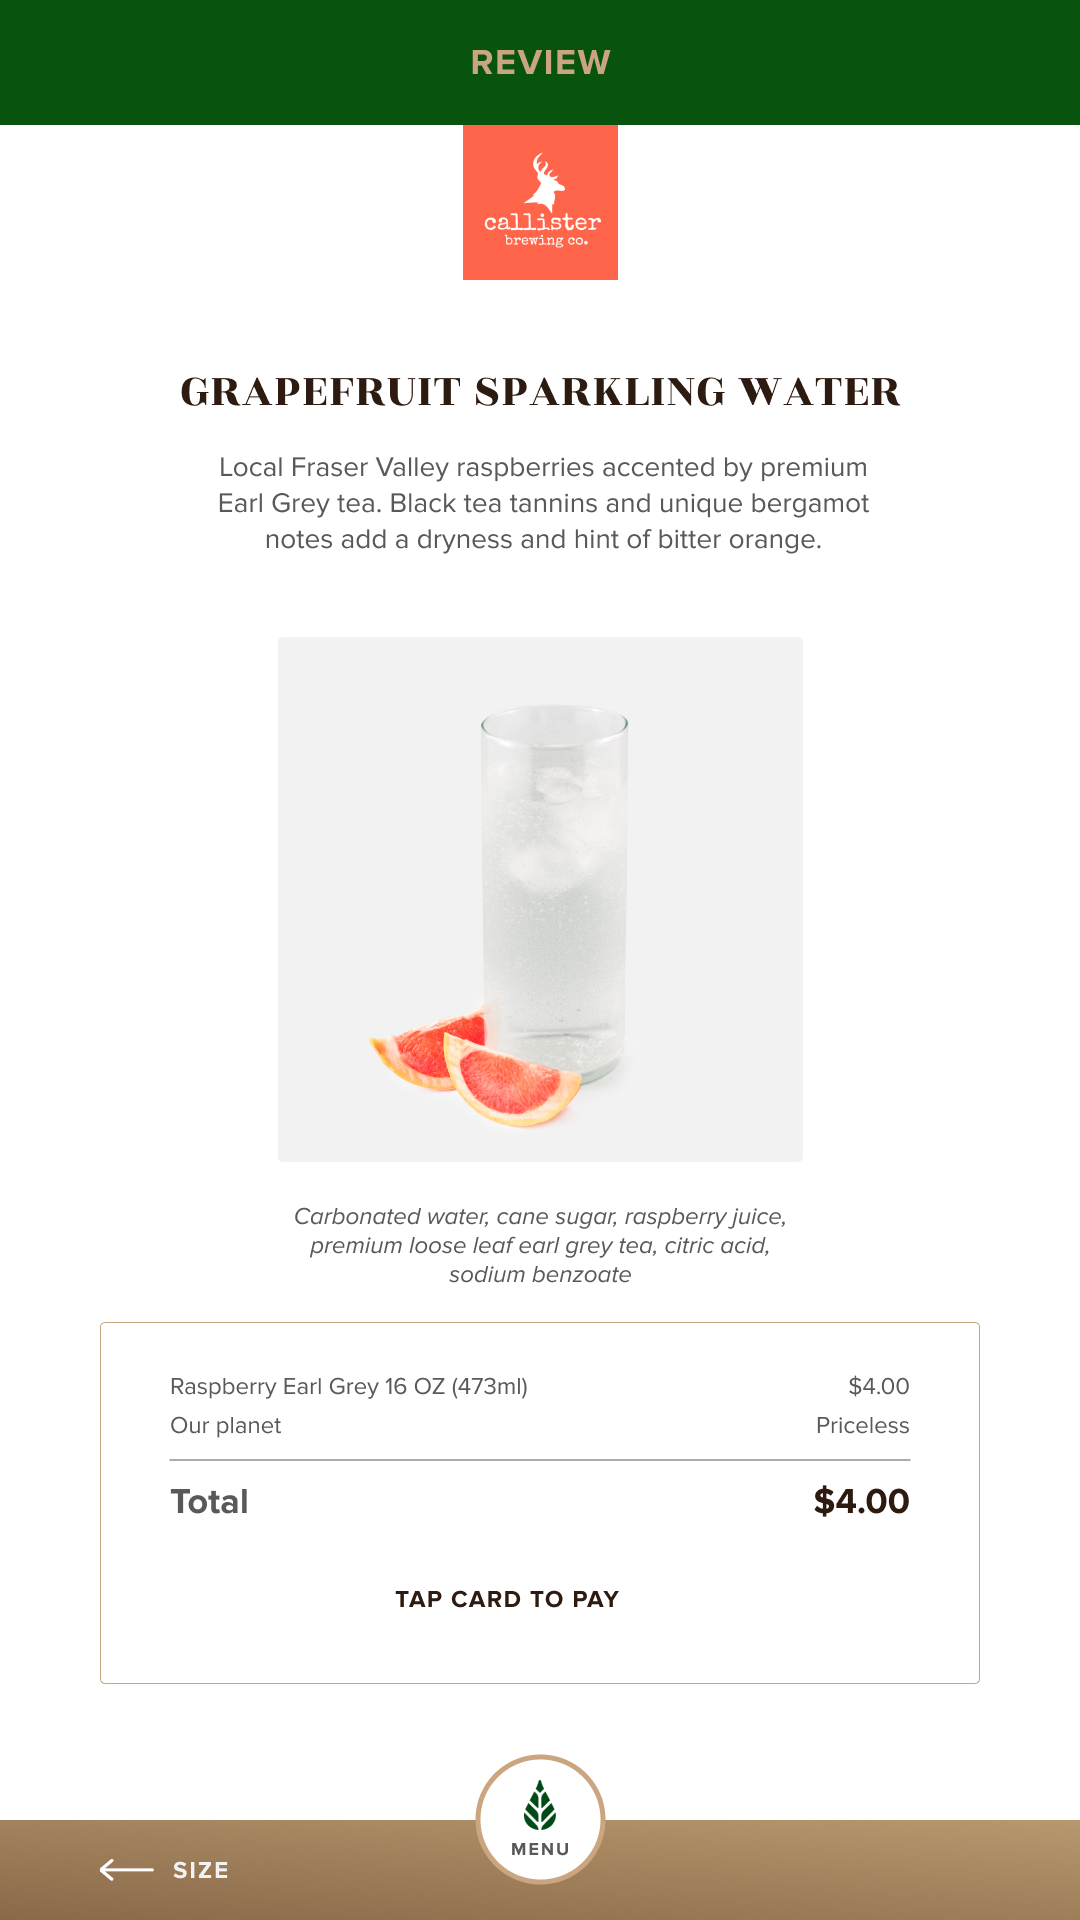 REVIEW
callister
brewing co.
GRAPEFRUIT SPARKLING WATER
Local Fraser Valley raspberries accented by premium
Earl Grey tea. Black tea tannins and unique bergamot
notes add a dryness and hint of bitter orange.
Carbonated water, cane sugar, raspberry juice,
premium loose leaf earl grey tea, citric acid,
sodium benzoate
Raspberry Earl Grey 16 OZ (473ml) $4.00
Our planet Priceless
Total $4.00
TAP CARD TO PAY
MENU
SIZE